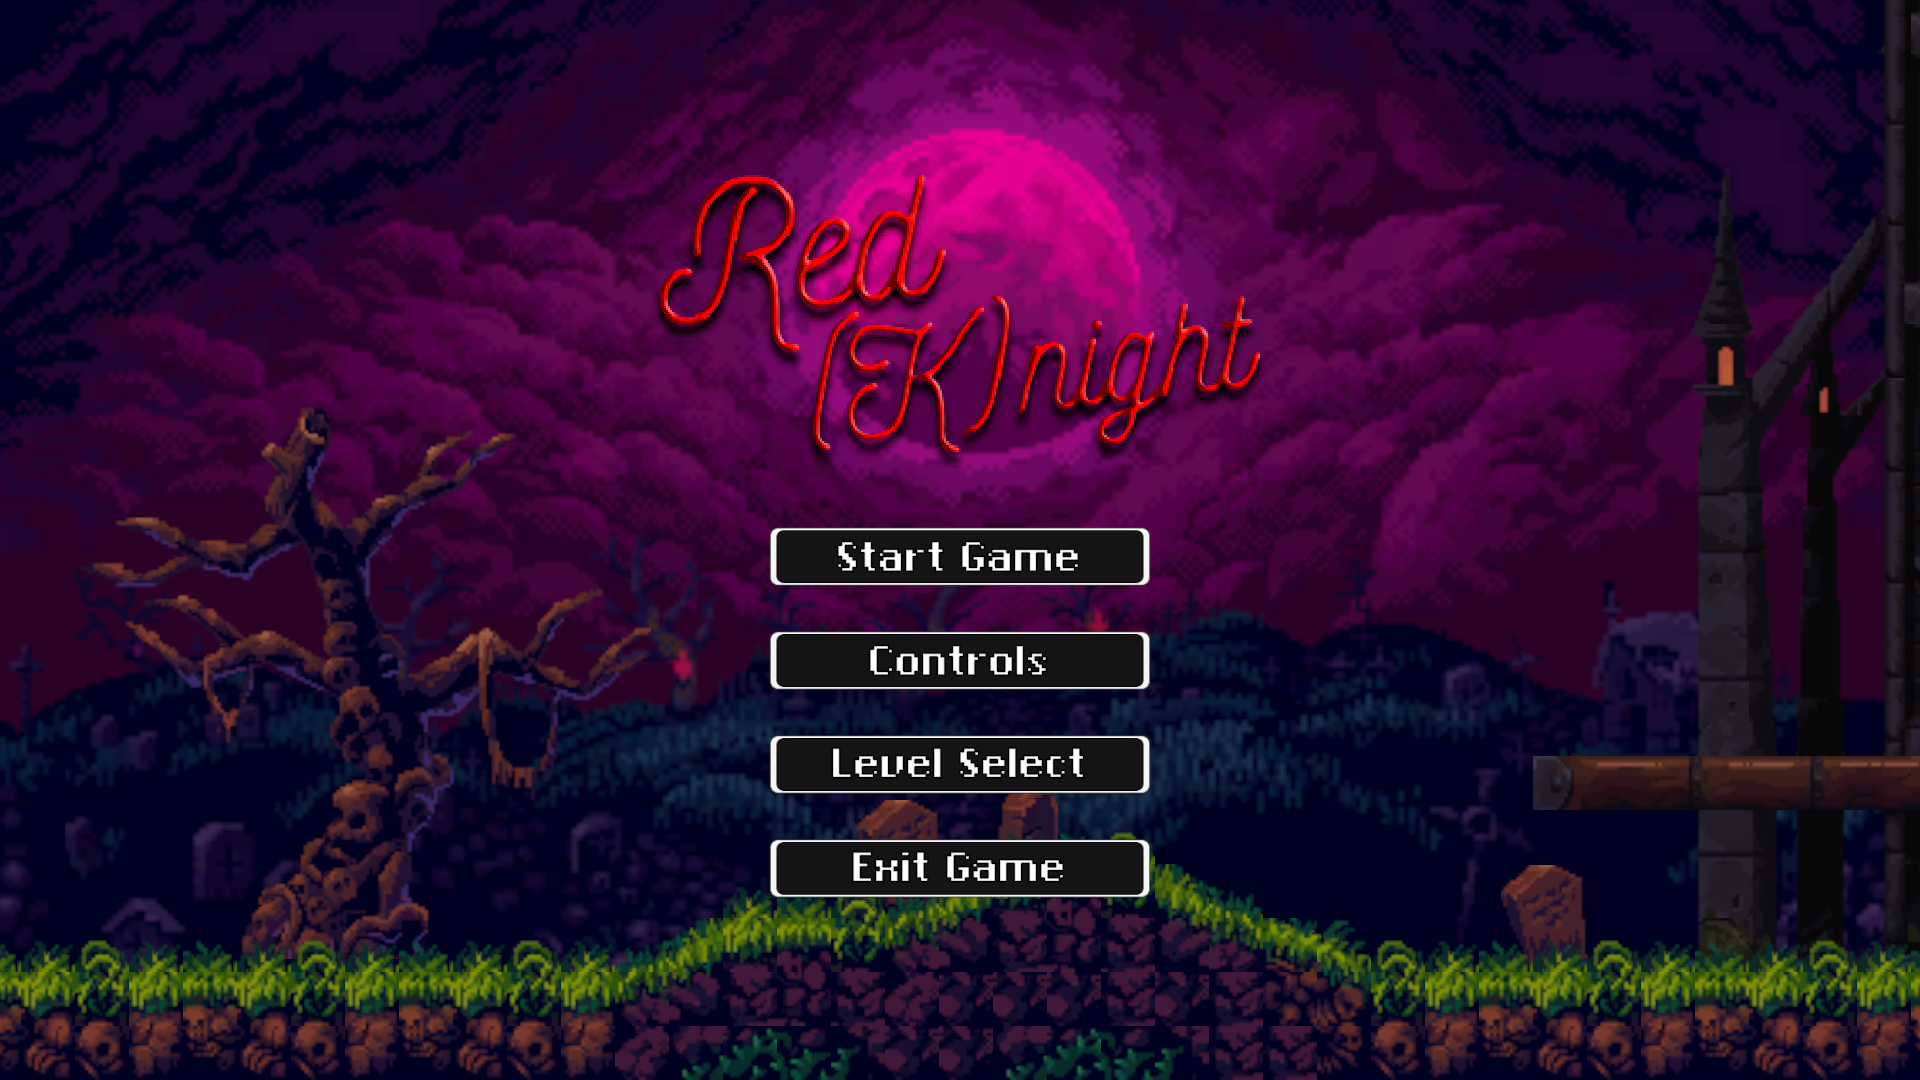 Red
(K)night
Start Game
Controls
Level Select
Exit Game